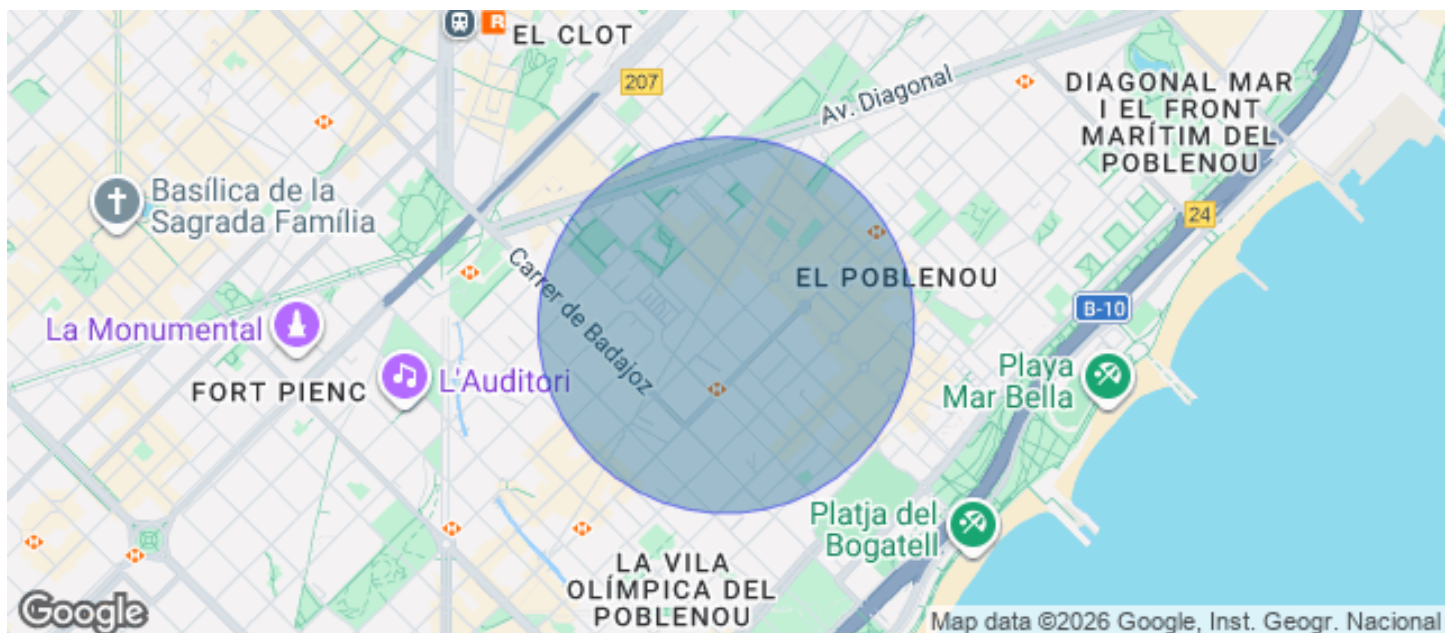 R
EL CLOT
207
Av. Diagonal
DIAGONAL MAR
I EL FRONT
MARÍTIM DEL
POBLENOU
Basílica de la
Sagrada Família
24
Carrer de Badajoz
EL POBLENOU
B-10
La Monumental
L'Auditori
FORT PIENC
Playa
Mar Bella
Platja del
Bogatell
LA VILA
OLÍMPICA DEL
POBLENOU
Google
Map data ©2026 Google, Inst. Geogr. Nacional